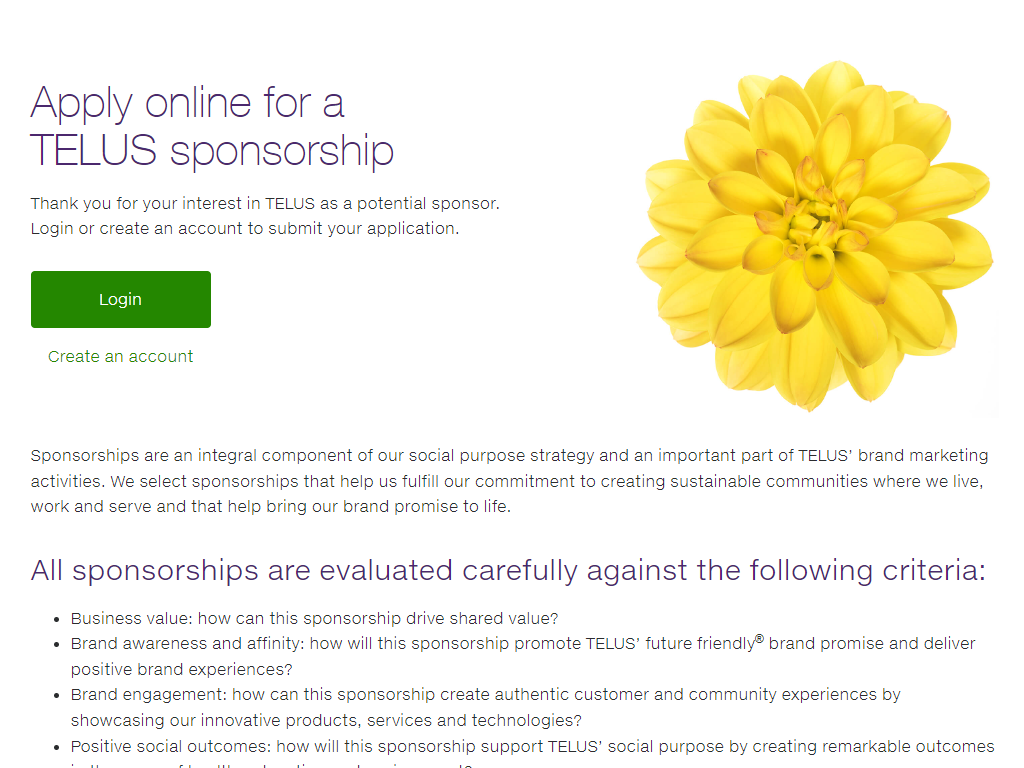 Apply online for a
TELUS sponsorship
Thank you for your interest in TELUS as a potential sponsor.
Login or create an account to submit your application.
Login
Create an account
Sponsorships are an integral component of our social purpose strategy and an important part of TELUS’ brand marketing
activities. We select sponsorships that help us fulfill our commitment to creating sustainable communities where we live,
work and serve and that help bring our brand promise to life.
All sponsorships are evaluated carefully against the following criteria:
• Business value: how can this sponsorship drive shared value?
• Brand awareness and affinity: how will this sponsorship promote TELUS’ future friendly® brand promise and deliver
positive brand experiences?
• Brand engagement: how can this sponsorship create authentic customer and community experiences by
showcasing our innovative products, services and technologies?
• Positive social outcomes: how will this sponsorship support TELUS’ social purpose by creating remarkable outcomes